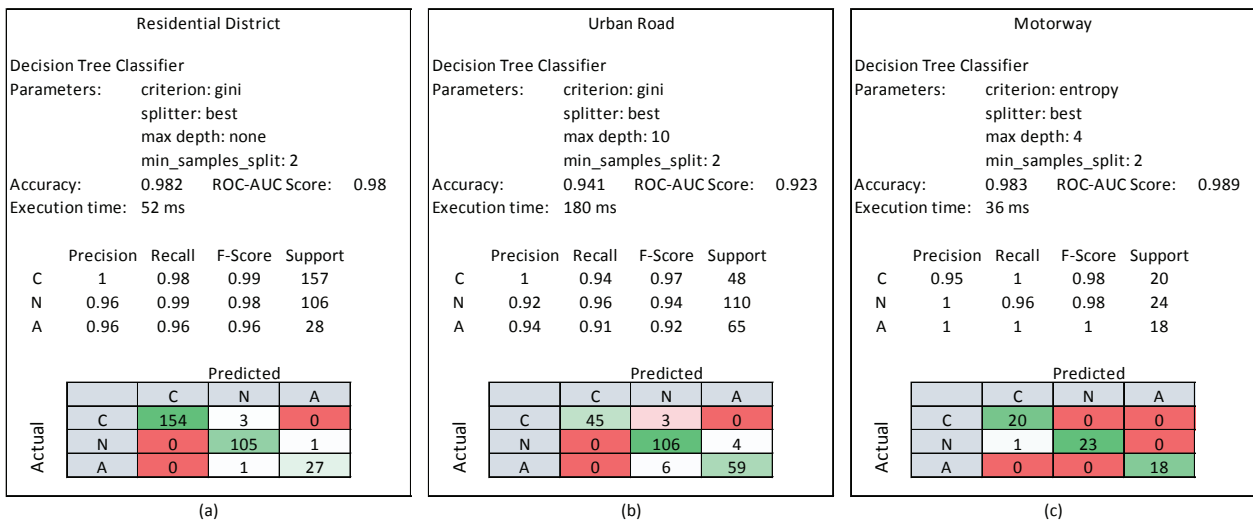 Residential District
Decision Tree Classifier
Parameters: criterion: gini
splitter: best
max depth: none
min_samples_split: 2
Accuracy: 0.982 ROC-AUC Score: 0.98
Execution time: 52 ms
Precision Recall F-Score Support
C 1 0.98 0.99 157
N 0.96 0.99 0.98 106
A 0.96 0.96 0.96 28
Predicted
C N A
Actual
C 154 3 0
N 0 105 1
A 0 1 27
(a)
Urban Road
Decision Tree Classifier
Parameters: criterion: gini
splitter: best
max depth: 10
min_samples_split: 2
Accuracy: 0.941 ROC-AUC Score: 0.923
Execution time: 180 ms
Precision Recall F-Score Support
C 1 0.94 0.97 48
N 0.92 0.96 0.94 110
A 0.94 0.91 0.92 65
Predicted
C N A
Actual
C 45 3 0
N 0 106 4
A 0 6 59
(b)
Motorway
Decision Tree Classifier
Parameters: criterion: entropy
splitter: best
max depth: 4
min_samples_split: 2
Accuracy: 0.983 ROC-AUC Score: 0.989
Execution time: 36 ms
Precision Recall F-Score Support
C 0.95 1 0.98 20
N 1 0.96 0.98 24
A 1 1 1 18
Predicted
C N A
Actual
C 20 0 0
N 1 23 0
A 0 0 18
(c)